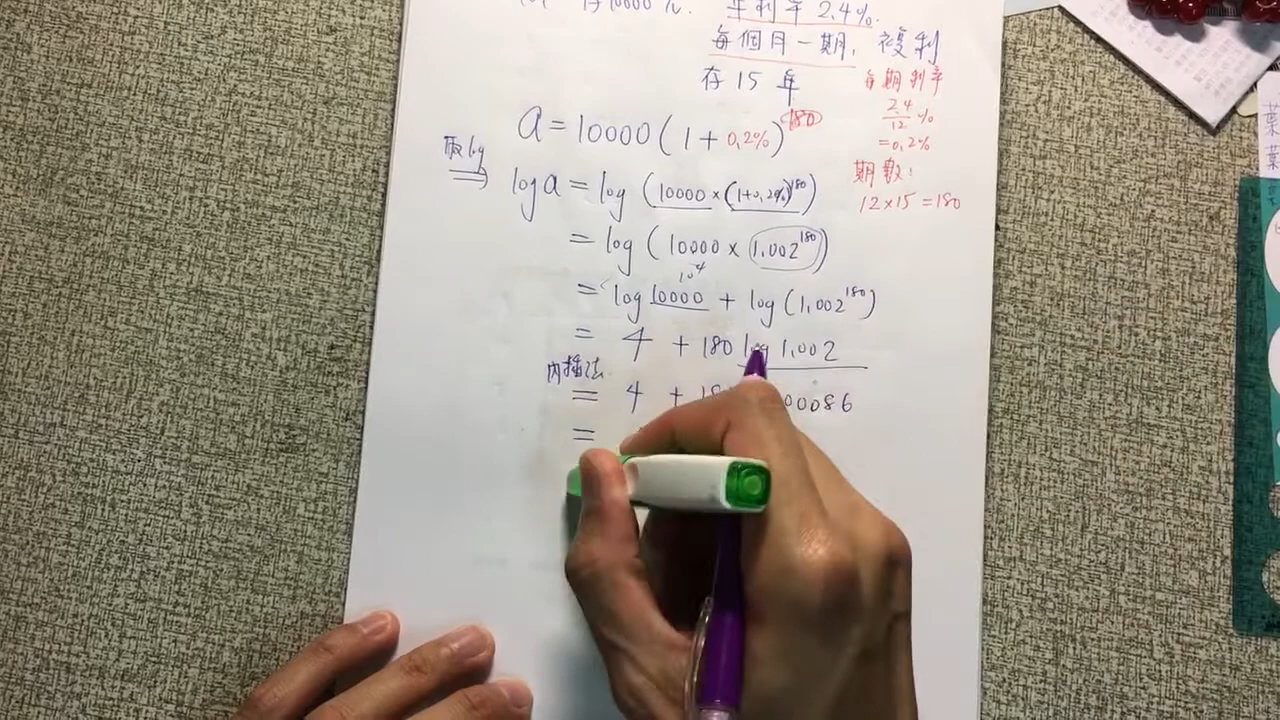 存10000元. 年利率2.4%.
每個月一期, 複利
存15年
每期利率
2.4/12 %
=0.2%
期數:
12×15=180
a=10000(1+0.2%)^180
取log
⇒ log a = log (10000×(1+0.2%)^180)
= log (10000 × 1.002^180)
10^4
= log 10000 + log (1.002^180)
= 4 + 180 log 1.002
內插法
= 4 + 18 00086
=
葉